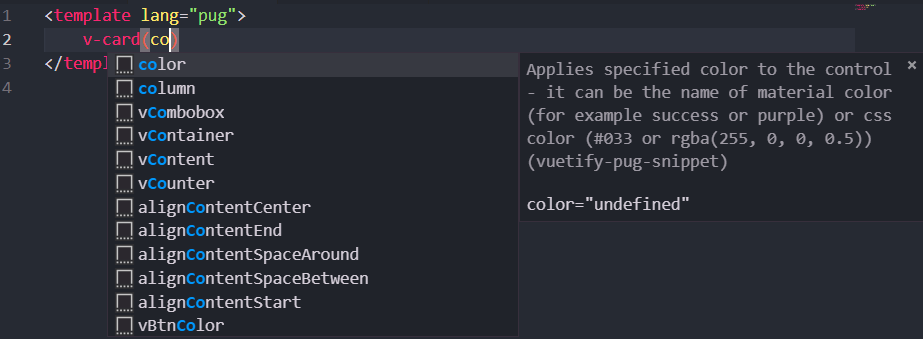 1 <template lang="pug">
2 v-card(co)
3 </templ
4
color
column
vCombobox
vContainer
vContent
vCounter
alignContentCenter
alignContentEnd
alignContentSpaceAround
alignContentSpaceBetween
alignContentStart
vBtnColor
Applies specified color to the control
- it can be the name of material color
(for example success or purple) or css
color (#033 or rgba(255, 0, 0, 0.5))
(vuetify-pug-snippet)
color="undefined"